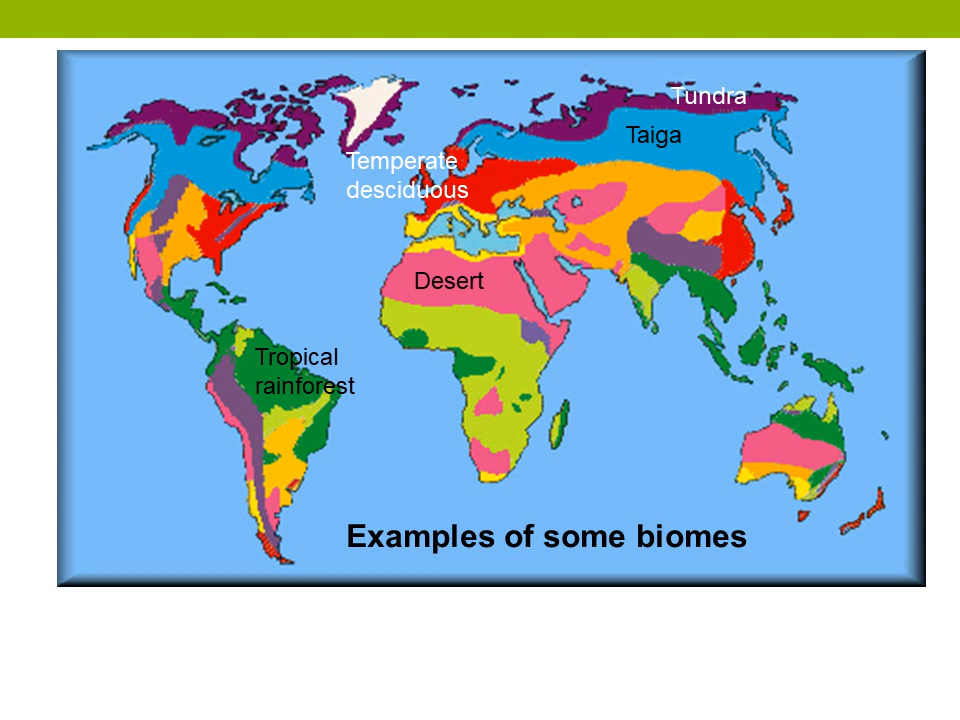 Tundra
Taiga
Temperate
desciduous
Desert
Tropical
rainforest
Examples of some biomes